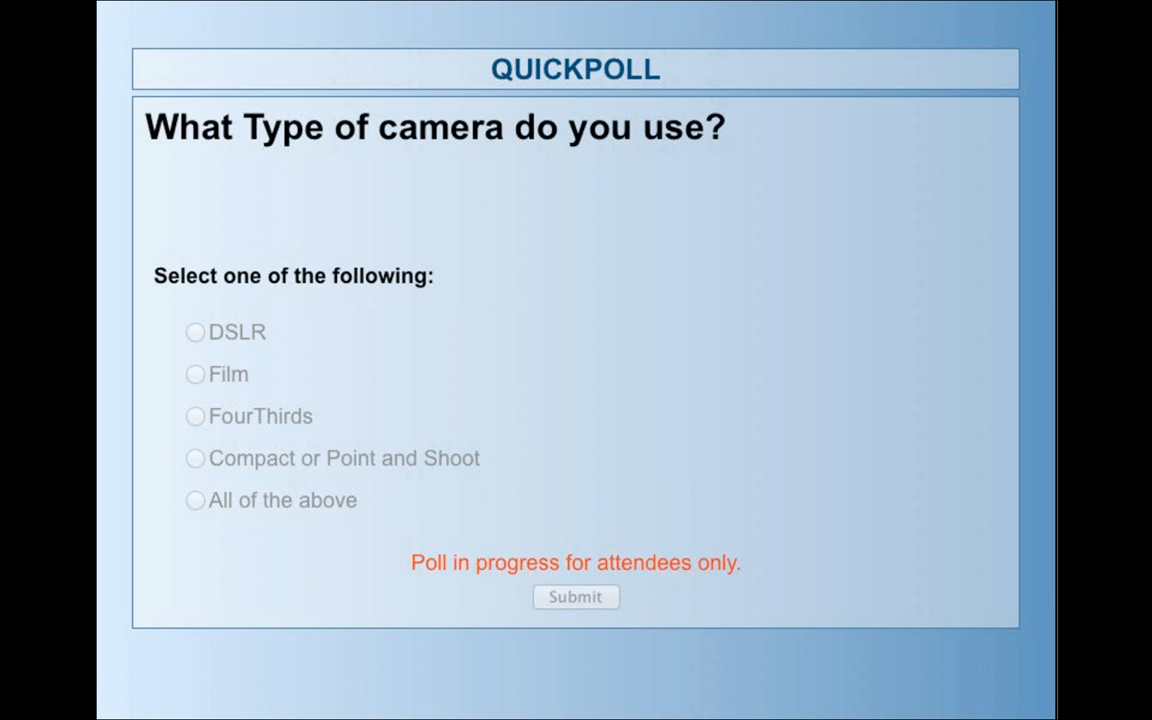 QUICKPOLL
What Type of camera do you use?
Select one of the following:
DSLR
Film
FourThirds
Compact or Point and Shoot
All of the above
Poll in progress for attendees only.
Submit